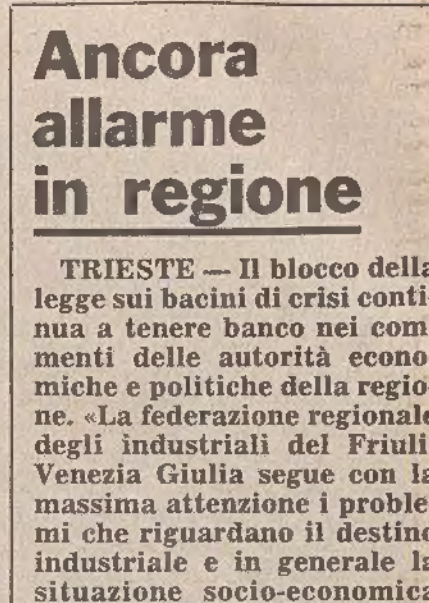 Ancora
allarme
in regione
TRIESTE — Il blocco della
legge sui bacini di crisi conti-
nua a tenere banco nei com-
menti delle autorità econo-
miche e politiche della regio-
ne. «La federazione regionale
degli industriali del Friuli-
Venezia Giulia segue con la
massima attenzione i proble-
mi che riguardano il destino
industriale e in generale la
situazione socio-economica